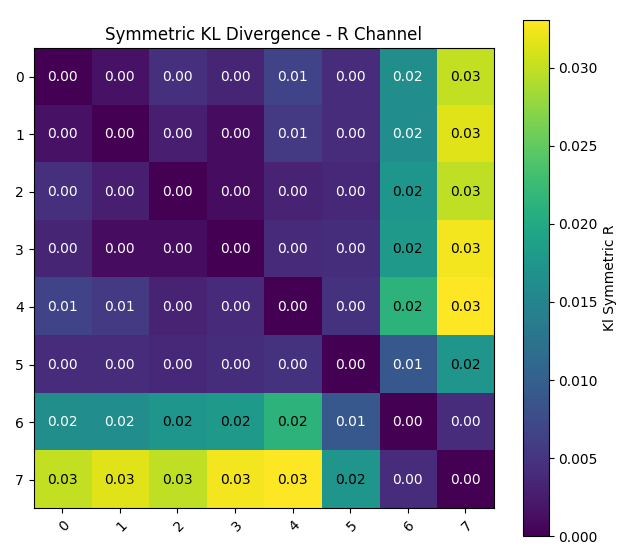 Symmetric KL Divergence - R Channel
0 0.00 0.00 0.00 0.00 0.01 0.00 0.02 0.03
1 0.00 0.00 0.00 0.00 0.01 0.00 0.02 0.03
2 0.00 0.00 0.00 0.00 0.00 0.00 0.02 0.03
3 0.00 0.00 0.00 0.00 0.00 0.00 0.02 0.03
4 0.01 0.01 0.00 0.00 0.00 0.00 0.02 0.03
5 0.00 0.00 0.00 0.00 0.00 0.00 0.01 0.02
6 0.02 0.02 0.02 0.02 0.02 0.01 0.00 0.00
7 0.03 0.03 0.03 0.03 0.03 0.02 0.00 0.00
0 1 2 3 4 5 6 7
0.030
0.025
0.020
0.015
0.010
0.005
0.000
Kl Symmetric R